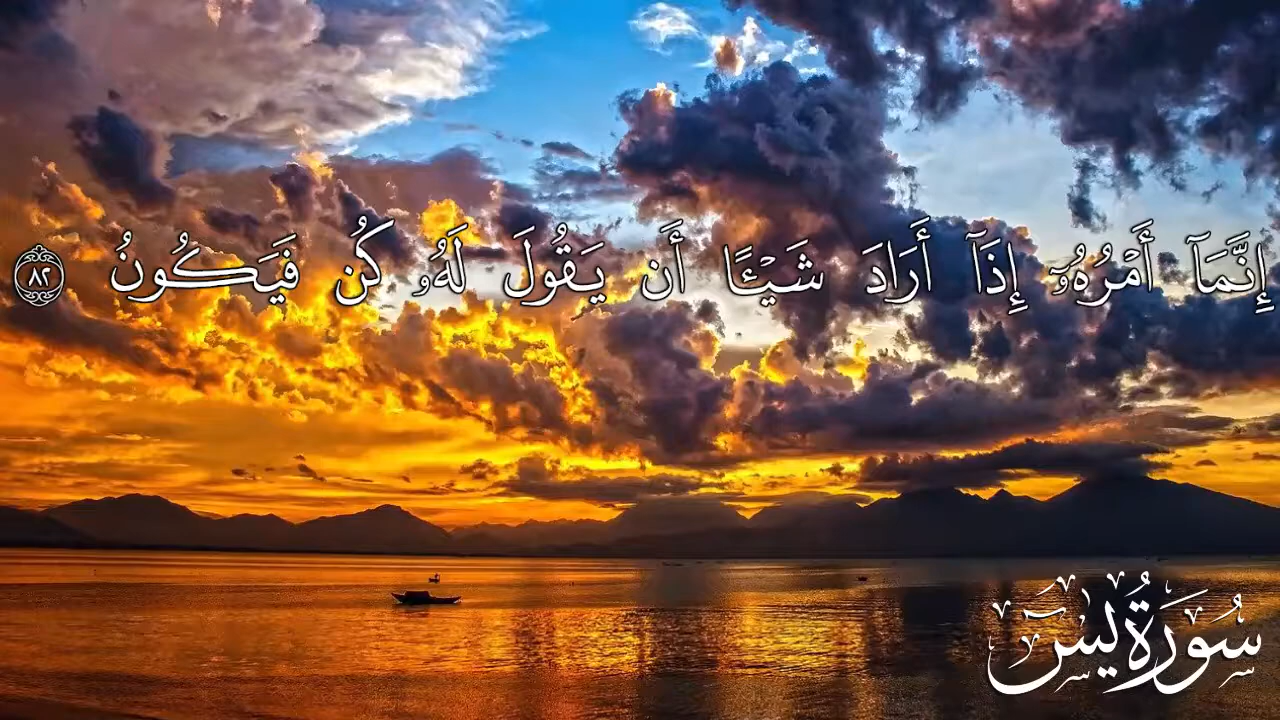 إِنَّمَآ أَمْرُهُۥٓ إِذَآ أَرَادَ شَيْـًٔا أَن يَقُولَ لَهُۥ كُن فَيَكُونُ ٨٢
سُورَةُ يسٓ